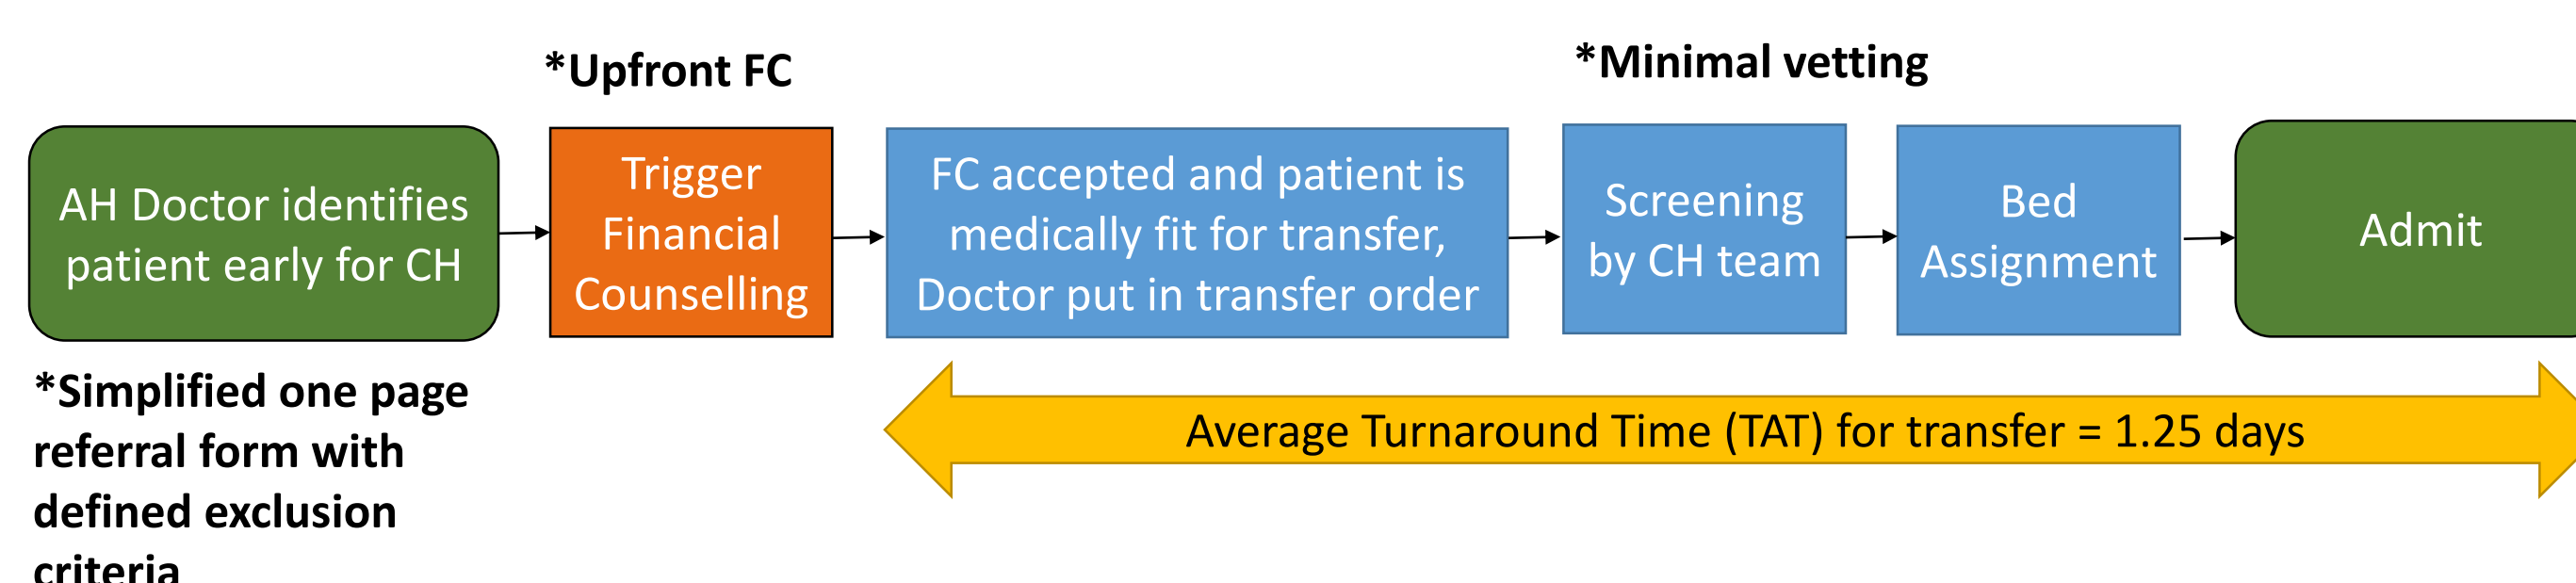 *Upfront FC
*Minimal vetting
AH Doctor identifies
patient early for CH
Trigger
Financial
Counselling
FC accepted and patient is
medically fit for transfer,
Doctor put in transfer order
Screening
by CH team
Bed
Assignment
Admit
*Simplified one page
referral form with
defined exclusion
criteria
Average Turnaround Time (TAT) for transfer = 1.25 days